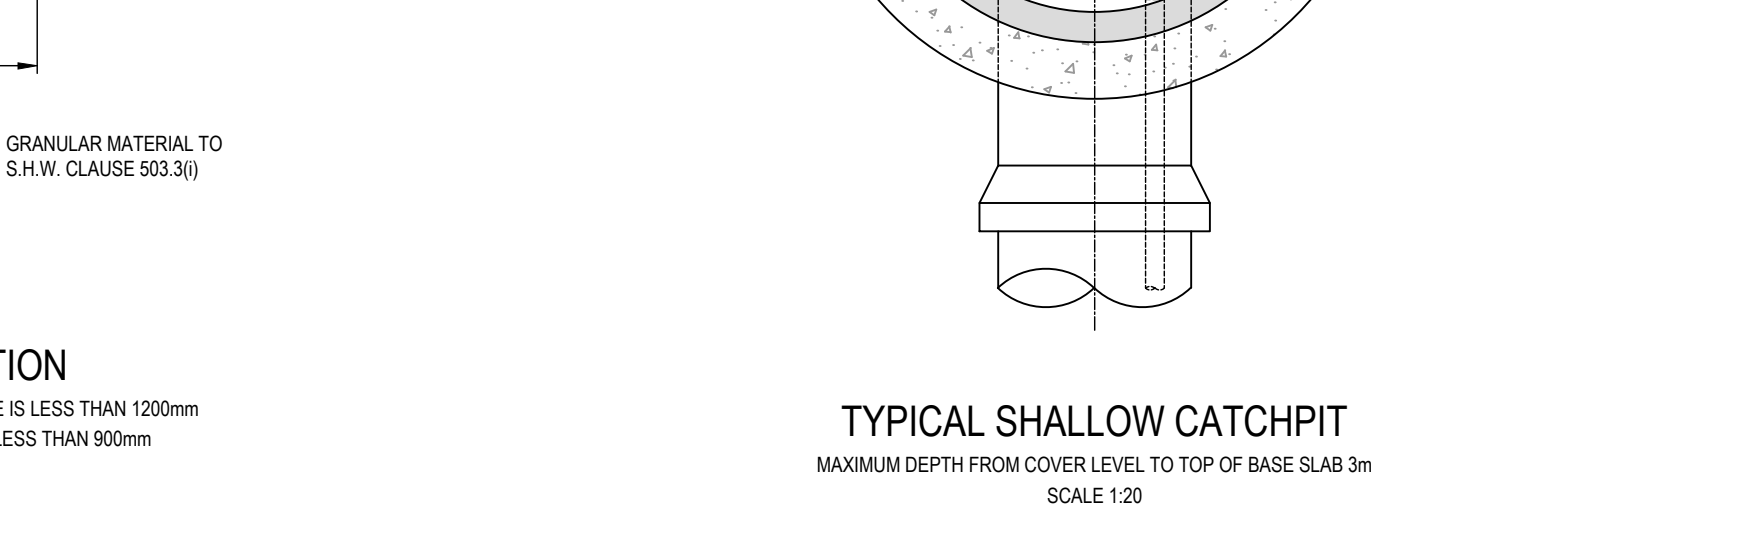 GRANULAR MATERIAL TO
S.H.W. CLAUSE 503.3(i)
TION
IS LESS THAN 1200mm
LESS THAN 900mm
TYPICAL SHALLOW CATCHPIT
MAXIMUM DEPTH FROM COVER LEVEL TO TOP OF BASE SLAB 3m
SCALE 1:20